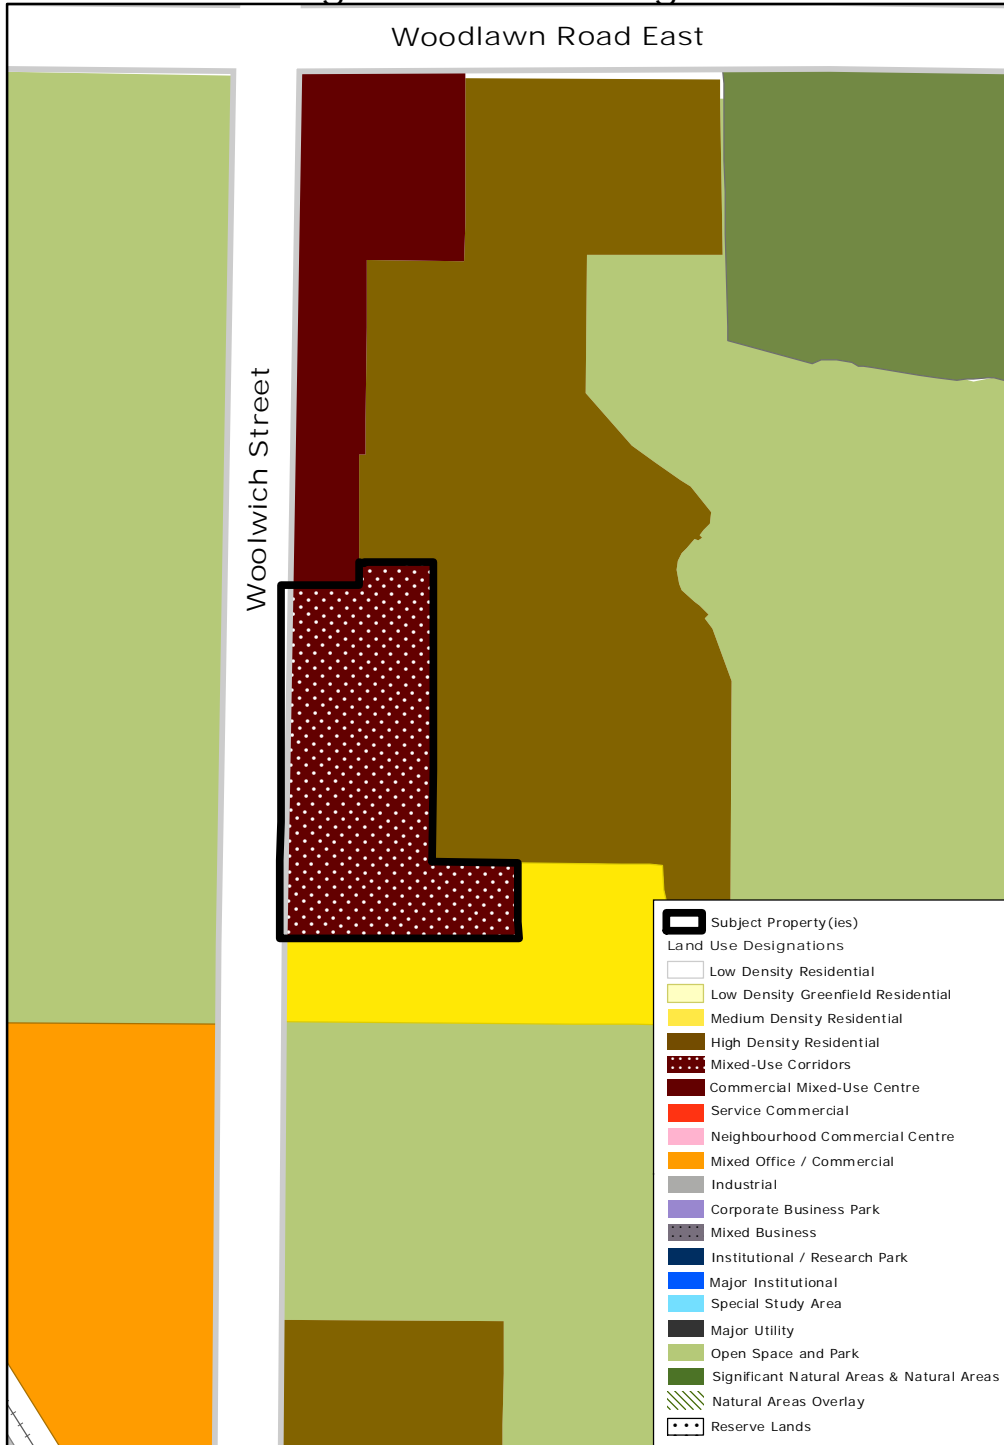 Woodlawn Road East
Woolwich Street
Subject Property(ies)
Land Use Designations
Low Density Residential
Low Density Greenfield Residential
Medium Density Residential
High Density Residential
Mixed-Use Corridors
Commercial Mixed-Use Centre
Service Commercial
Neighbourhood Commercial Centre
Mixed Office / Commercial
Industrial
Corporate Business Park
Mixed Business
Institutional / Research Park
Major Institutional
Special Study Area
Major Utility
Open Space and Park
Significant Natural Areas & Natural Areas
Natural Areas Overlay
Reserve Lands